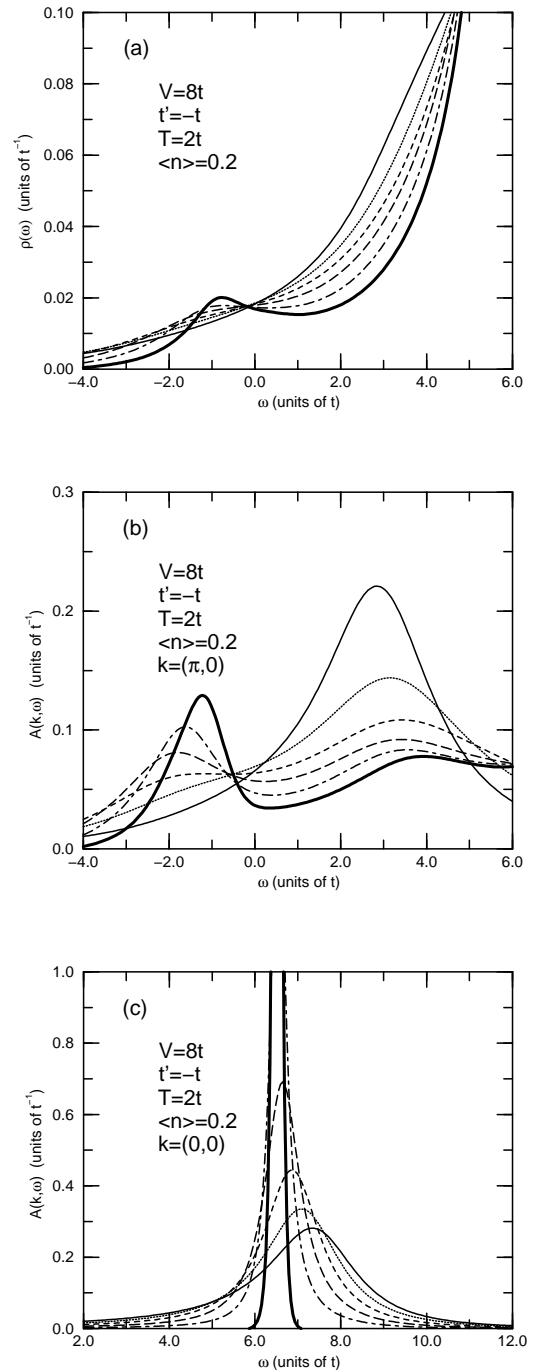 0.10
(a)
V=8t
t'=−t
T=2t
<n>=0.2
0.08
0.06
0.04
0.02
0.00
ρ(ω) (units of t⁻¹)
−4.0 −2.0 0.0 2.0 4.0 6.0
ω (units of t)
0.3
(b)
V=8t
t'=−t
T=2t
<n>=0.2
k=(π,0)
0.2
0.1
0.0
A(k,ω) (units of t⁻¹)
−4.0 −2.0 0.0 2.0 4.0 6.0
ω (units of t)
1.0
(c)
V=8t
t'=−t
T=2t
<n>=0.2
k=(0,0)
0.8
0.6
0.4
0.2
0.0
A(k,ω) (units of t⁻¹)
2.0 4.0 6.0 8.0 10.0 12.0
ω (units of t)